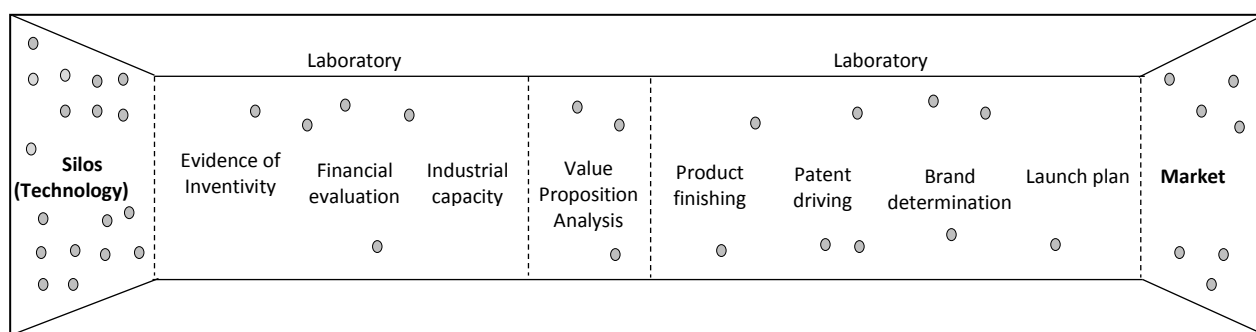 Laboratory
Laboratory
Silos
(Technology)
Evidence of
Inventivity
Financial
evaluation
Industrial
capacity
Value
Proposition
Analysis
Product
finishing
Patent
driving
Brand
determination
Launch plan
Market